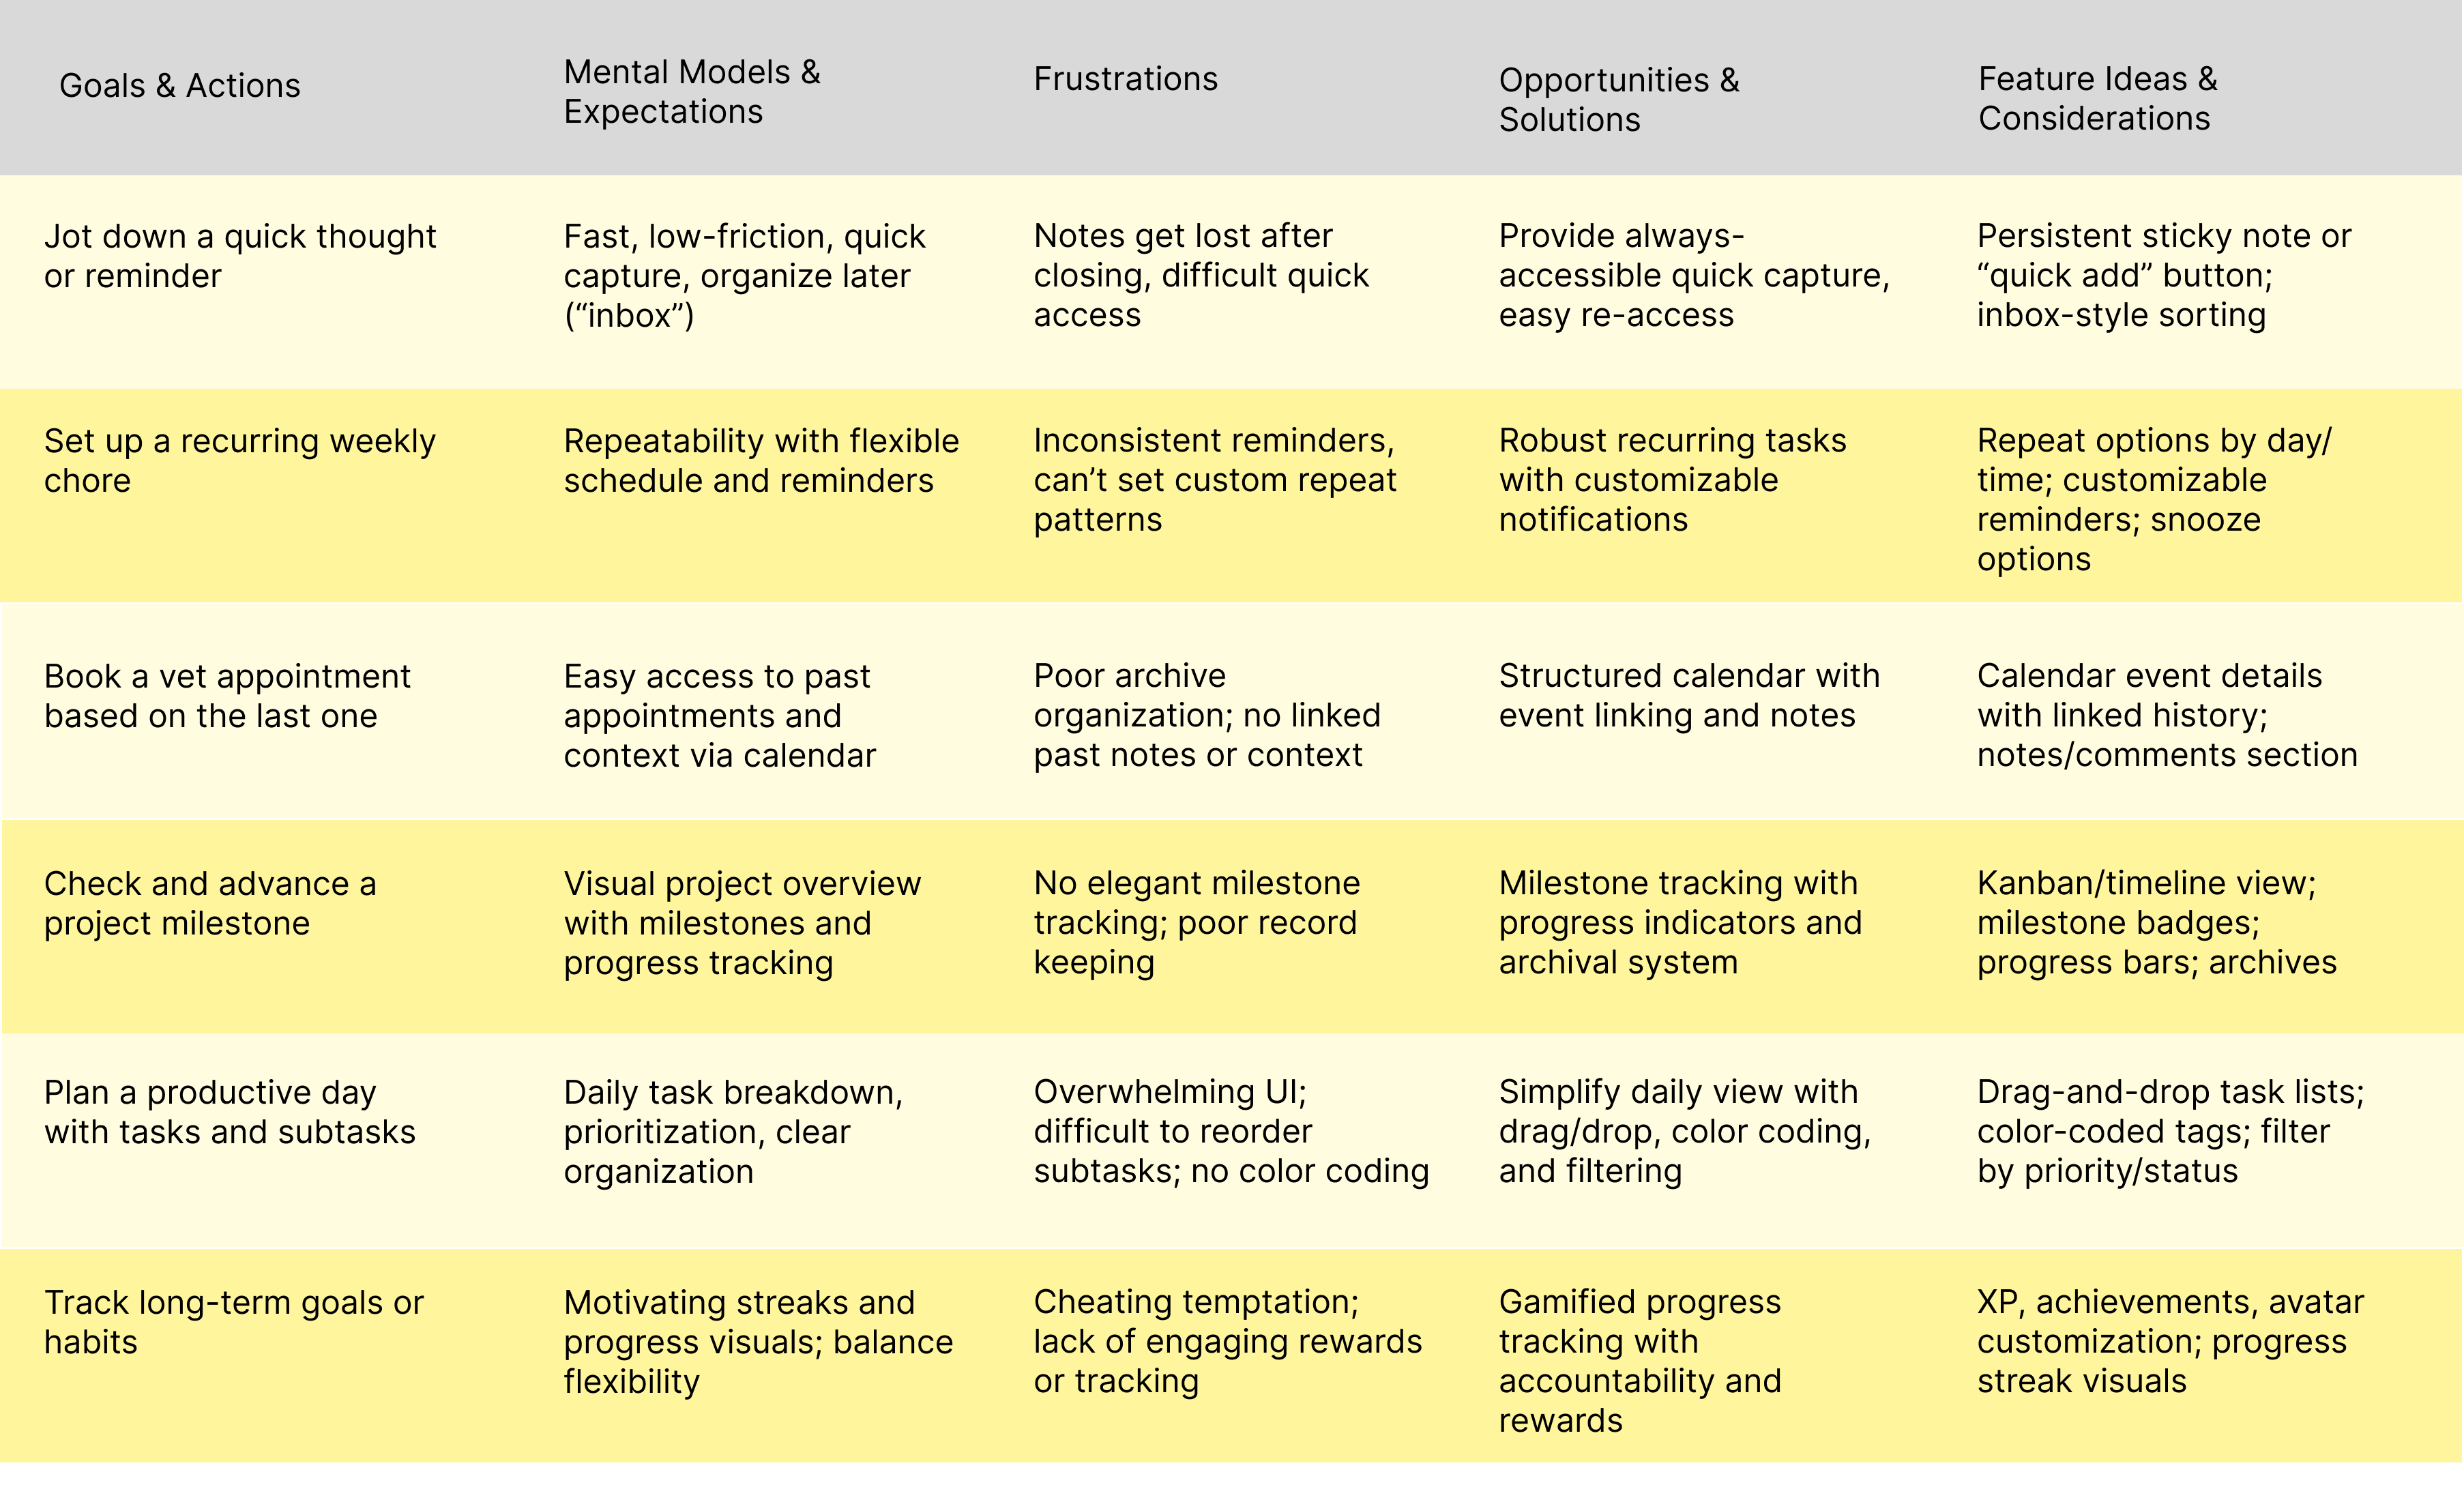 Goals & Actions
Mental Models &
Expectations
Frustrations
Opportunities &
Solutions
Feature Ideas &
Considerations
Jot down a quick thought
or reminder
Fast, low-friction, quick
capture, organize later
(“inbox”)
Notes get lost after
closing, difficult quick
access
Provide always-
accessible quick capture,
easy re-access
Persistent sticky note or
“quick add” button;
inbox-style sorting
Set up a recurring weekly
chore
Repeatability with flexible
schedule and reminders
Inconsistent reminders,
can’t set custom repeat
patterns
Robust recurring tasks
with customizable
notifications
Repeat options by day/
time; customizable
reminders; snooze
options
Book a vet appointment
based on the last one
Easy access to past
appointments and
context via calendar
Poor archive
organization; no linked
past notes or context
Structured calendar with
event linking and notes
Calendar event details
with linked history;
notes/comments section
Check and advance a
project milestone
Visual project overview
with milestones and
progress tracking
No elegant milestone
tracking; poor record
keeping
Milestone tracking with
progress indicators and
archival system
Kanban/timeline view;
milestone badges;
progress bars; archives
Plan a productive day
with tasks and subtasks
Daily task breakdown,
prioritization, clear
organization
Overwhelming UI;
difficult to reorder
subtasks; no color coding
Simplify daily view with
drag/drop, color coding,
and filtering
Drag-and-drop task lists;
color-coded tags; filter
by priority/status
Track long-term goals or
habits
Motivating streaks and
progress visuals; balance
flexibility
Cheating temptation;
lack of engaging rewards
or tracking
Gamified progress
tracking with
accountability and
rewards
XP, achievements, avatar
customization; progress
streak visuals